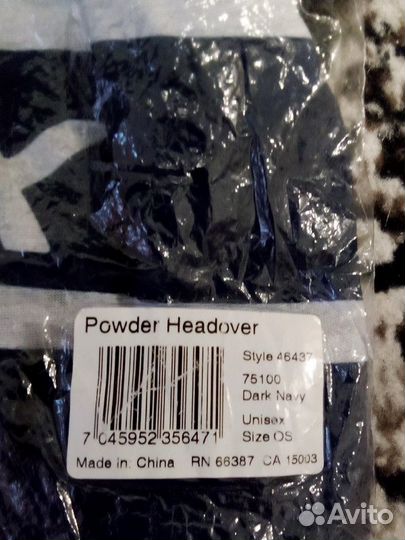 Powder Headover
Style 46437
75100
Dark Navy
Unisex
Size OS
7 045952 356471
Made in: China RN 66387 CA 15003
Avito